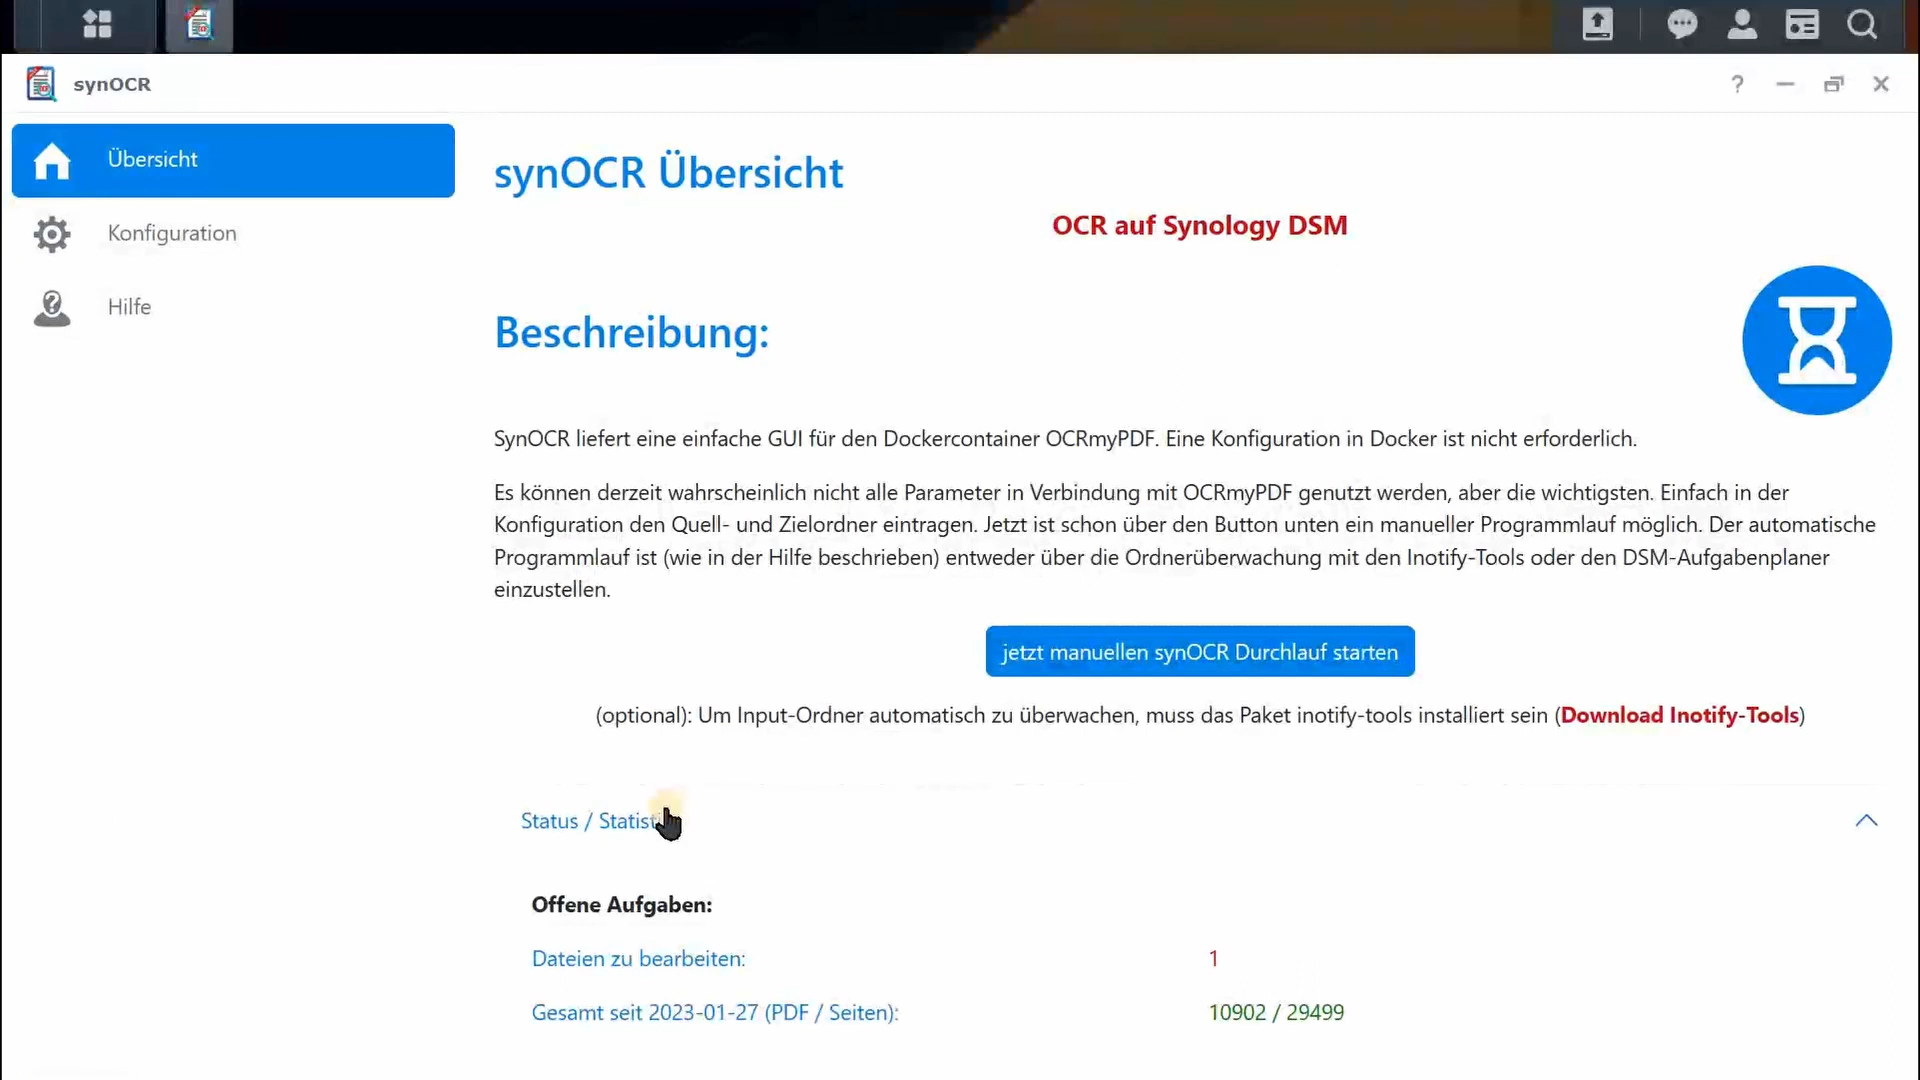 synOCR
Übersicht
Konfiguration
Hilfe
synOCR Übersicht
OCR auf Synology DSM
Beschreibung:
SynOCR liefert eine einfache GUI für den Dockercontainer OCRmyPDF. Eine Konfiguration in Docker ist nicht erforderlich.
Es können derzeit wahrscheinlich nicht alle Parameter in Verbindung mit OCRmyPDF genutzt werden, aber die wichtigsten. Einfach in der
Konfiguration den Quell- und Zielordner eintragen. Jetzt ist schon über den Button unten ein manueller Programmlauf möglich. Der automatische
Programmlauf ist (wie in der Hilfe beschrieben) entweder über die Ordnerüberwachung mit den Inotify-Tools oder den DSM-Aufgabenplaner
einzustellen.
jetzt manuellen synOCR Durchlauf starten
(optional): Um Input-Ordner automatisch zu überwachen, muss das Paket inotify-tools installiert sein (Download Inotify-Tools)
Status /
Offene Aufgaben:
Dateien zu bearbeiten: 1
Gesamt seit 2023-01-27 (PDF / Seiten): 10902 / 29499